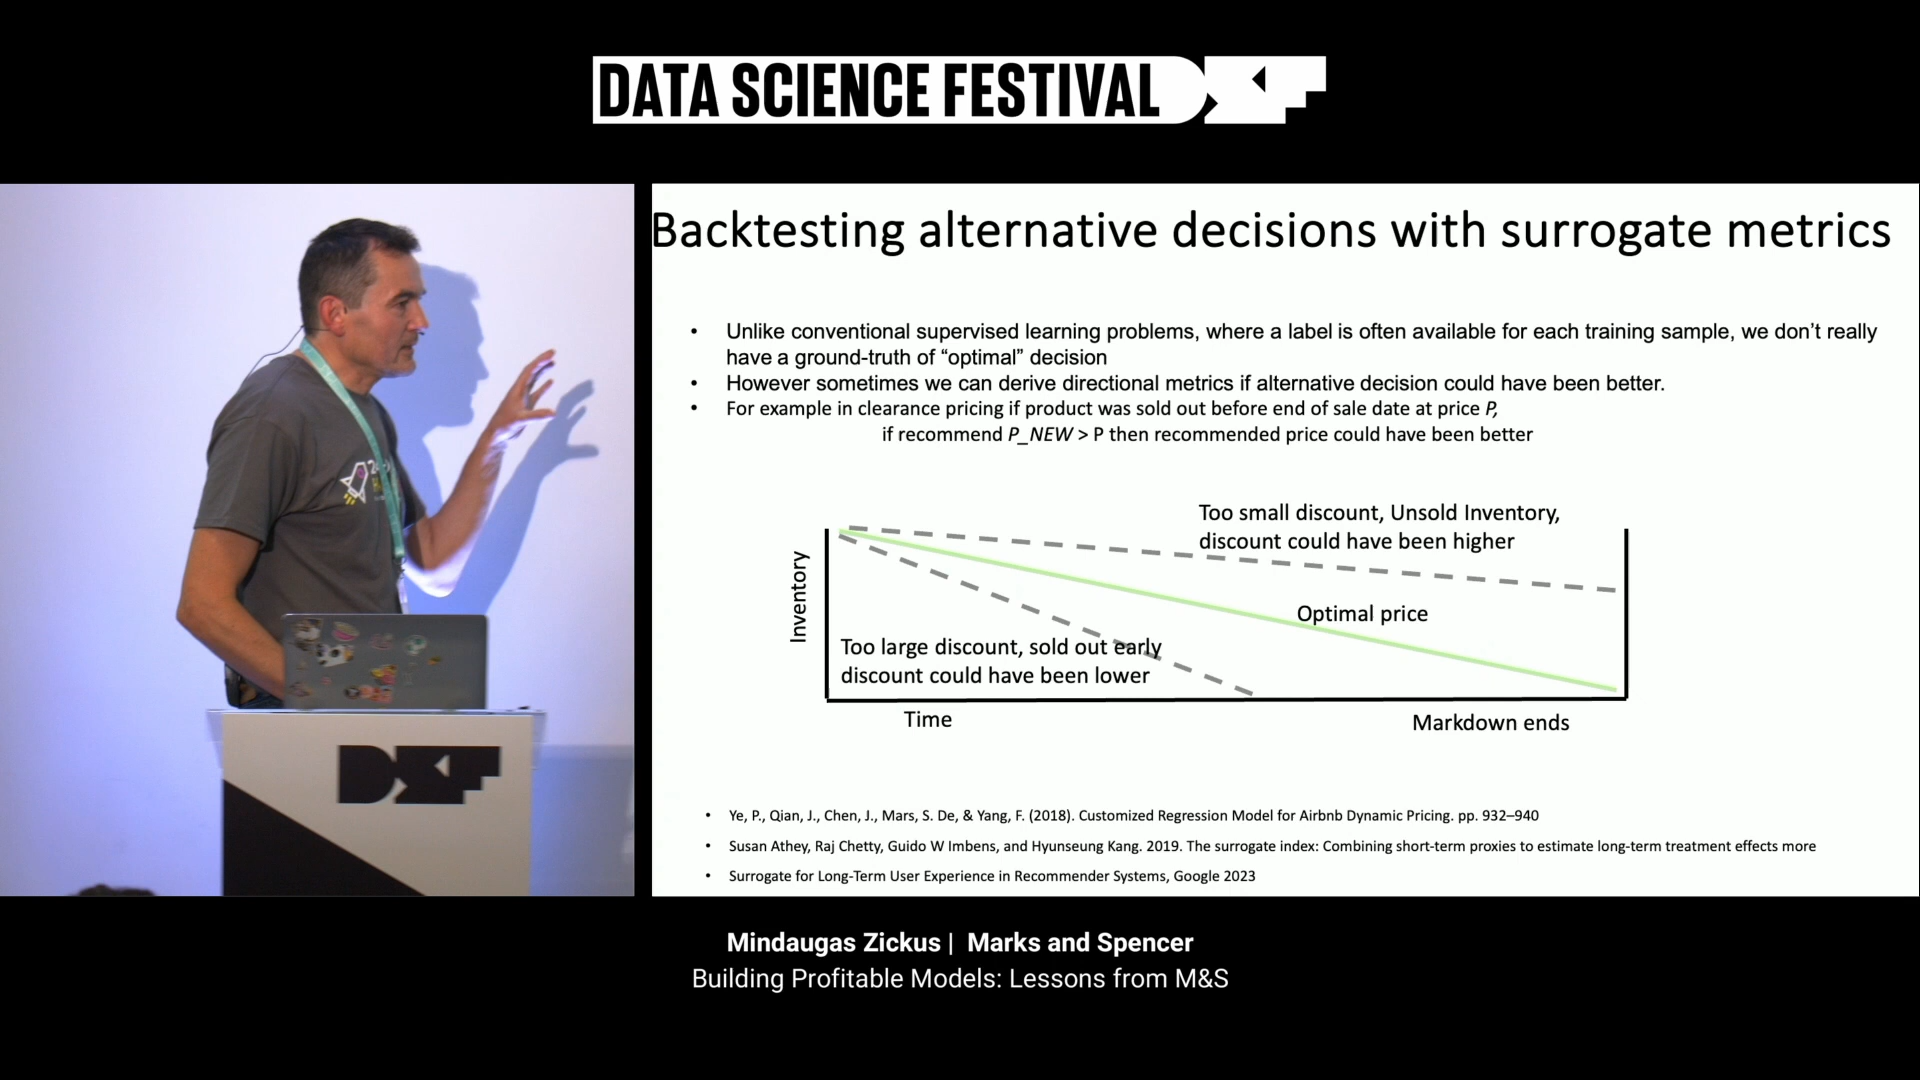 DATA SCIENCE FESTIVAL
Backtesting alternative decisions with surrogate metrics
• Unlike conventional supervised learning problems, where a label is often available for each training sample, we don't really
have a ground-truth of “optimal” decision
• However sometimes we can derive directional metrics if alternative decision could have been better.
• For example in clearance pricing if product was sold out before end of sale date at price P,
if recommend P_NEW > P then recommended price could have been better
Too small discount, Unsold Inventory,
discount could have been higher
Inventory
Optimal price
Too large discount, sold out early
discount could have been lower
Time
Markdown ends
• Ye, P., Qian, J., Chen, J., Mars, S. De, & Yang, F. (2018). Customized Regression Model for Airbnb Dynamic Pricing. pp. 932–940
• Susan Athey, Raj Chetty, Guido W Imbens, and Hyunseung Kang. 2019. The surrogate index: Combining short-term proxies to estimate long-term treatment effects more
• Surrogate for Long-Term User Experience in Recommender Systems, Google 2023
Mindaugas Zickus | Marks and Spencer
Building Profitable Models: Lessons from M&S